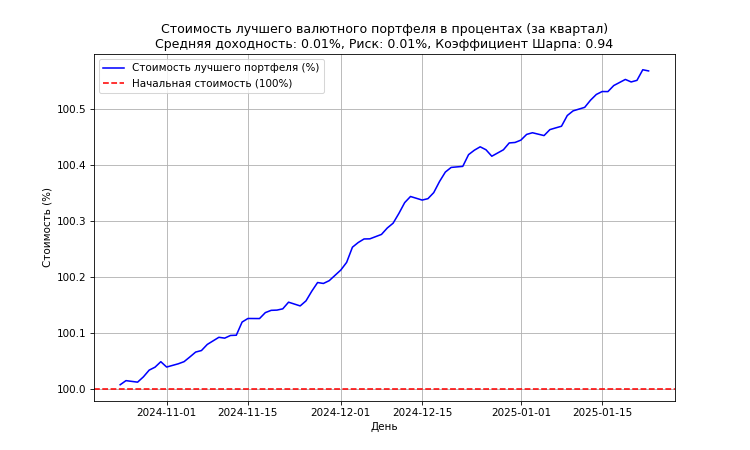 Стоимость лучшего валютного портфеля в процентах (за квартал)
Средняя доходность: 0.01%, Риск: 0.01%, Коэффициент Шарпа: 0.94
Стоимость лучшего портфеля (%)
Начальная стоимость (100%)
Стоимость (%)
100.5
100.4
100.3
100.2
100.1
100.0
2024-11-01
2024-11-15
2024-12-01
2024-12-15
2025-01-01
2025-01-15
День